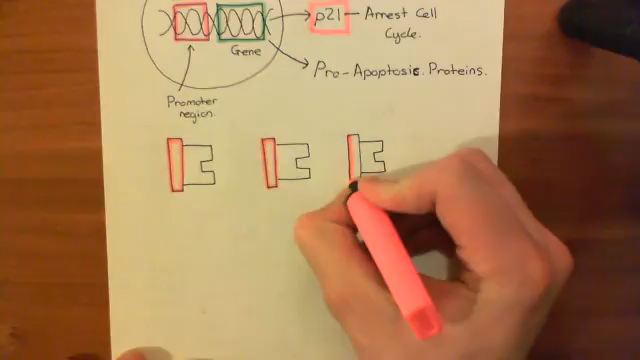 p21 — Arrest Cell
Cycle.
Gene
Pro-Apoptosis Proteins.
Promoter
region.